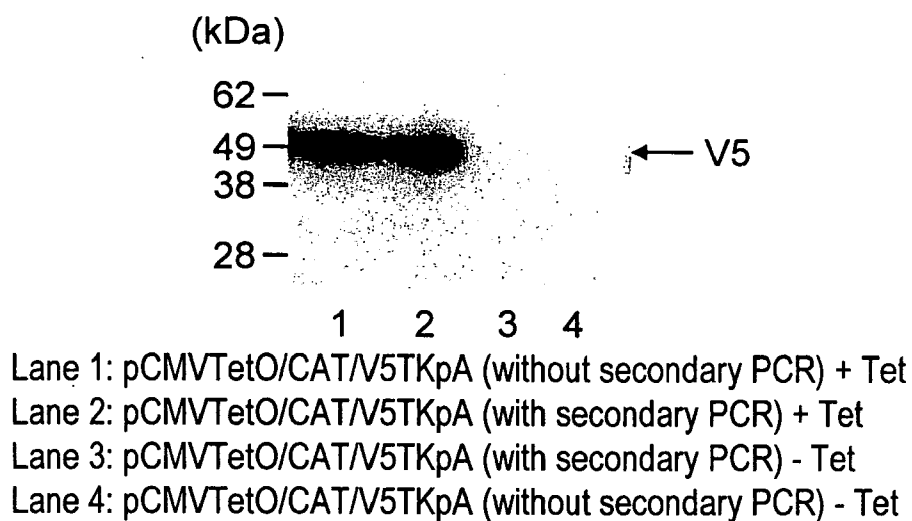 (kDa)
62
49
V5
38
28
1 2 3 4
Lane 1: pCMVTetO/CAT/V5TKpA (without secondary PCR) + Tet
Lane 2: pCMVTetO/CAT/V5TKpA (with secondary PCR) + Tet
Lane 3: pCMVTetO/CAT/V5TKpA (with secondary PCR) - Tet
Lane 4: pCMVTetO/CAT/V5TKpA (without secondary PCR) - Tet